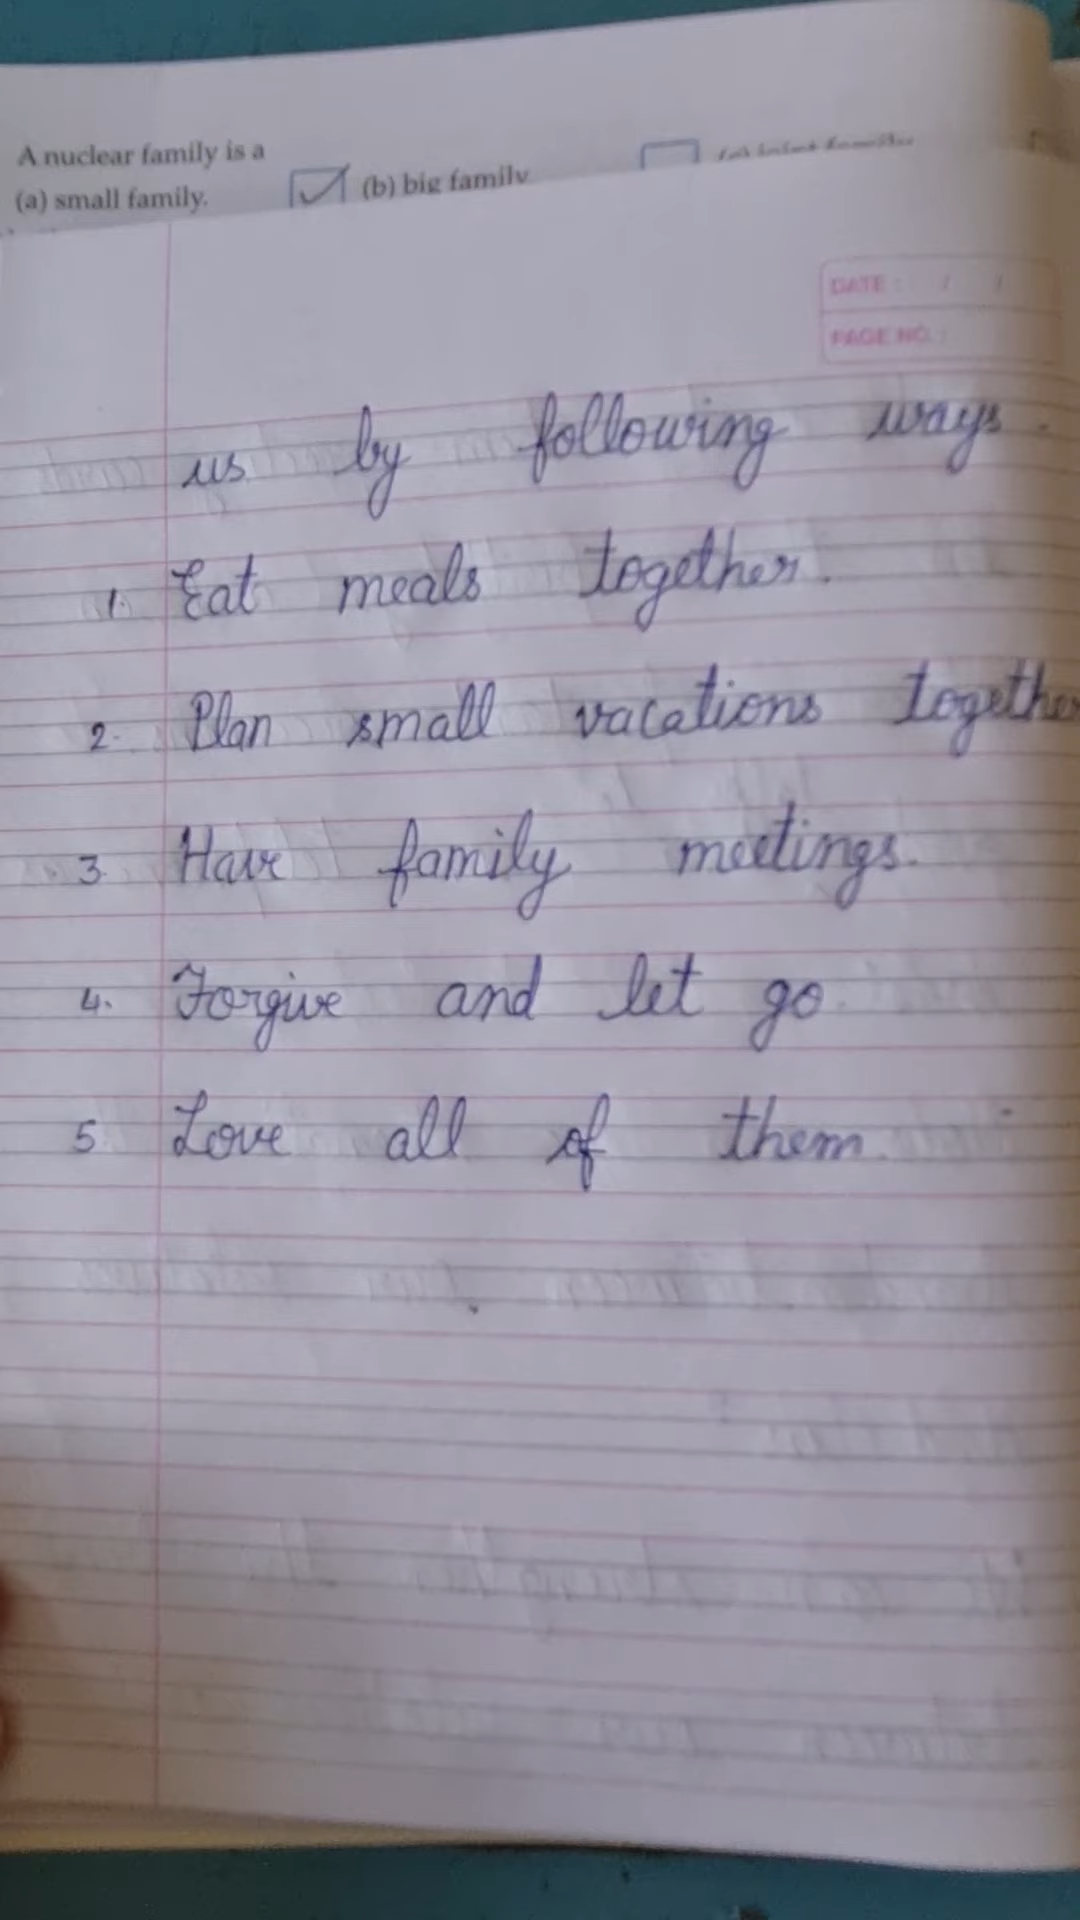 A nuclear family is a
(a) small family. (b) big family
DATE : / /
PAGE NO. :
us by following ways.
1. Eat meals together.
2. Plan small vacations together
3. Have family meetings.
4. Forgive and let go.
5. Love all of them.